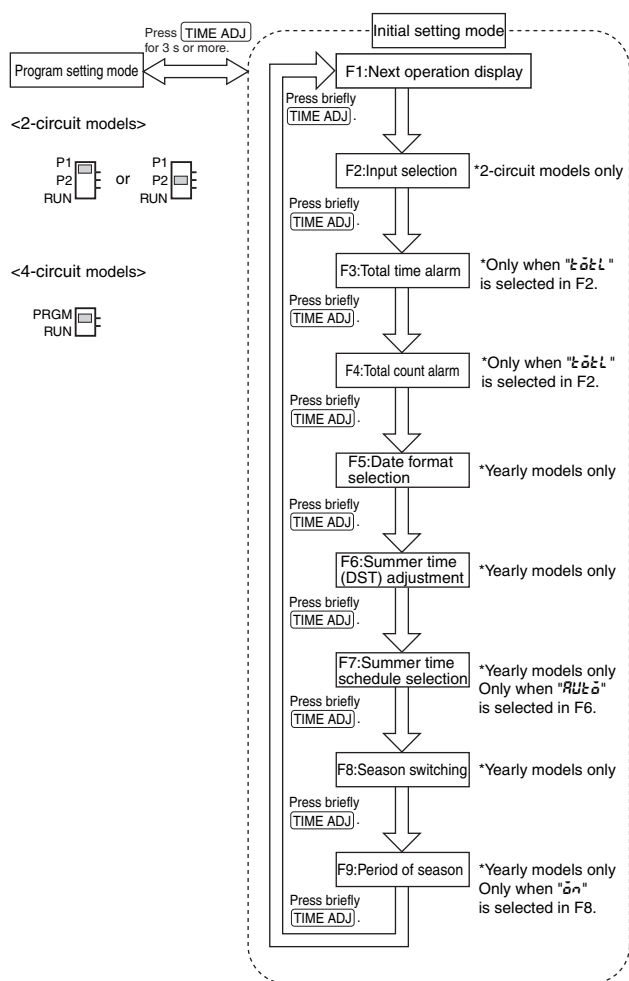 Initial setting mode
Press TIME ADJ
for 3 s or more.
Program setting mode
F1:Next operation display
<2-circuit models>
P1
P2
RUN
or
P1
P2
RUN
<4-circuit models>
PRGM
RUN
Press briefly
TIME ADJ.
F2:Input selection
*2-circuit models only
Press briefly
TIME ADJ.
F3:Total time alarm
*Only when "totL"
is selected in F2.
Press briefly
TIME ADJ.
F4:Total count alarm
*Only when "totL"
is selected in F2.
Press briefly
TIME ADJ.
F5:Date format
selection
*Yearly models only
Press briefly
TIME ADJ.
F6:Summer time
(DST) adjustment
*Yearly models only
Press briefly
TIME ADJ.
F7:Summer time
schedule selection
*Yearly models only
Only when "AUto"
is selected in F6.
Press briefly
TIME ADJ.
F8:Season switching
*Yearly models only
Press briefly
TIME ADJ.
F9:Period of season
*Yearly models only
Only when "on"
is selected in F8.
Press briefly
TIME ADJ.